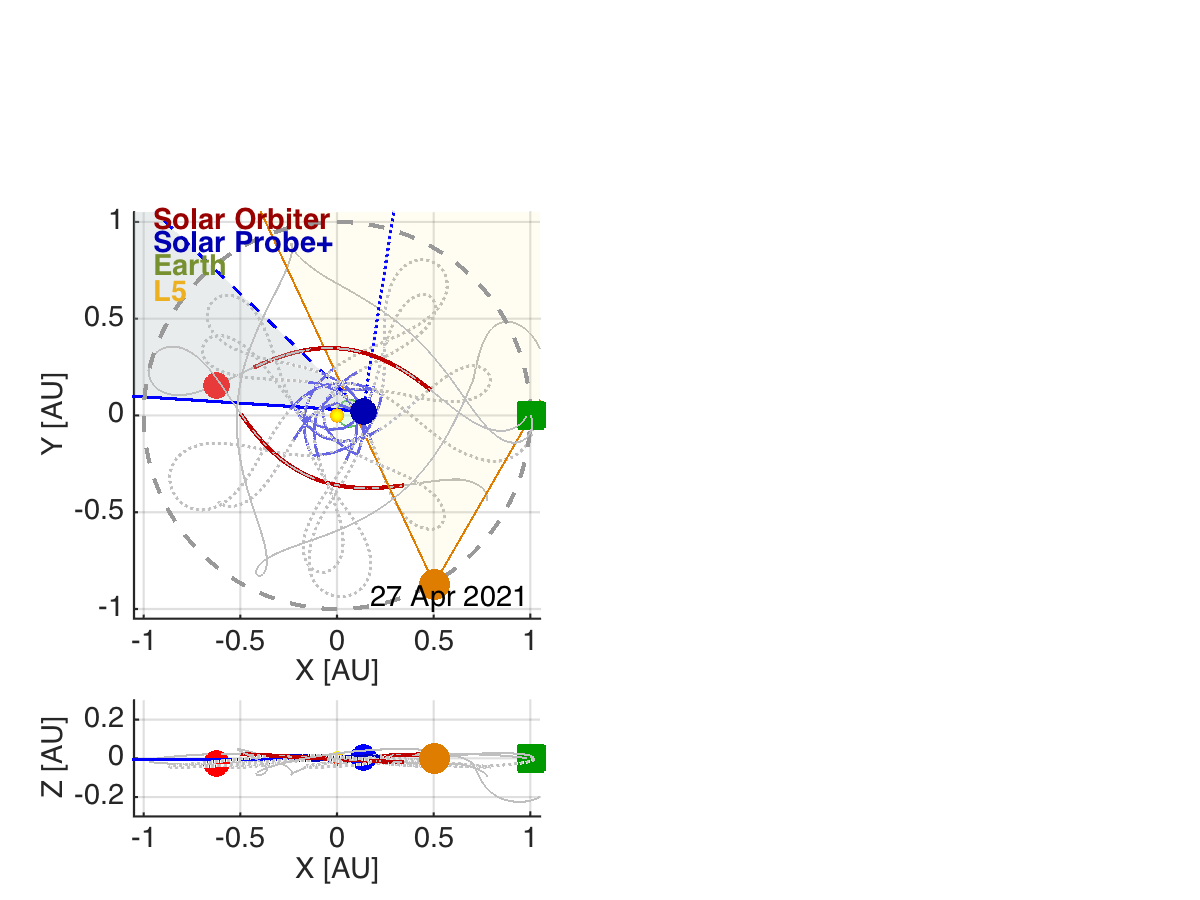 1
0.5
0
-0.5
-1
Y [AU]
Solar Orbiter
Solar Probe+
Earth
L5
27 Apr 2021
-1 -0.5 0 0.5 1
X [AU]
0.2
0
-0.2
Z [AU]
-1 -0.5 0 0.5 1
X [AU]